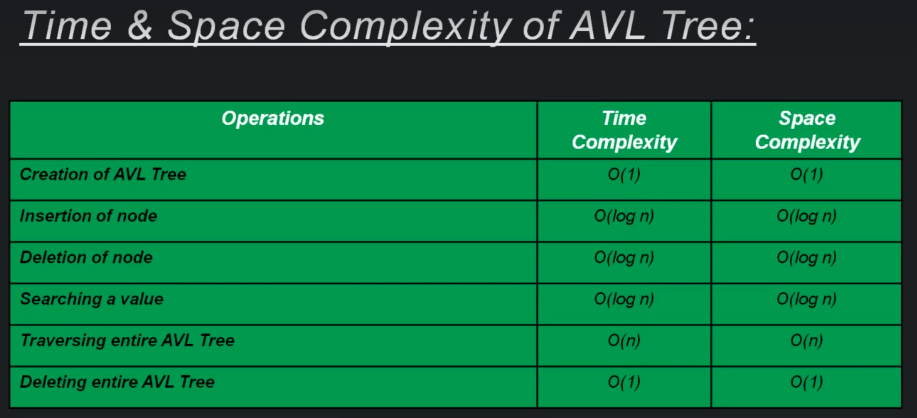 Time & Space Complexity of AVL Tree:
Operations Time Complexity Space Complexity
Creation of AVL Tree O(1) O(1)
Insertion of node O(log n) O(log n)
Deletion of node O(log n) O(log n)
Searching a value O(log n) O(log n)
Traversing entire AVL Tree O(n) O(n)
Deleting entire AVL Tree O(1) O(1)